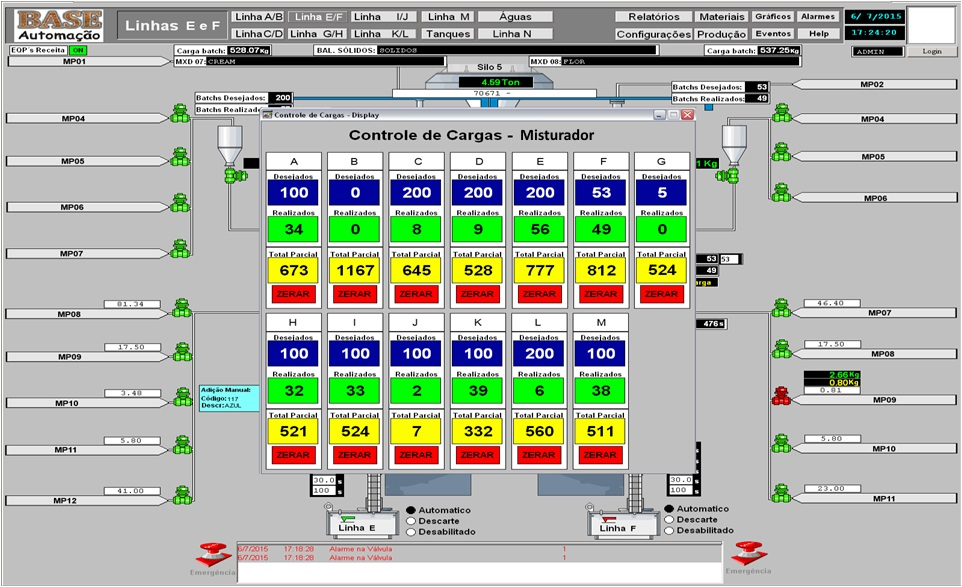 BASE
Automação
Linhas E e F
Linha A/B
Linha E/F
Linha I/J
Linha M
Águas
Linha C/D
Linha G/H
Linha K/L
Tanques
Linha N
Relatórios
Materiais
Gráficos
Alarmes
Configurações
Produção
Eventos
Help
6/ 7/2015
17:24:20
ADMIN
Login
EOP´s Receita
ON
Carga batch: 528.07Kg
BAL. SÓLIDOS: SOLIDOS
Carga batch: 537.25Kg
MP01
MXD 07: CREAM
MXD 08: FLOR
Silo 5
4.59 Ton
70671 -
MP02
Batchs Desejados: 200
Batchs Realizados:
Batchs Desejados: 53
Batchs Realizados: 49
MP04
MP05
MP06
MP07
MP04
MP05
MP06
1 Kg
Controle de Cargas - Display
Controle de Cargas - Misturador
A B C D E F G
Desejados Desejados Desejados Desejados Desejados Desejados Desejados
100 0 200 200 200 53 5
Realizados Realizados Realizados Realizados Realizados Realizados Realizados
34 0 8 9 56 49 0
Total Parcial Total Parcial Total Parcial Total Parcial Total Parcial Total Parcial Total Parcial
673 1167 645 528 777 812 524
ZERAR ZERAR ZERAR ZERAR ZERAR ZERAR ZERAR
H I J K L M
Desejados Desejados Desejados Desejados Desejados Desejados
100 100 100 100 200 100
Realizados Realizados Realizados Realizados Realizados Realizados
32 33 2 39 6 38
Total Parcial Total Parcial Total Parcial Total Parcial Total Parcial Total Parcial
521 524 7 332 560 511
ZERAR ZERAR ZERAR ZERAR ZERAR ZERAR
53 53
49
arga
476s
81.34
MP08
17.50
MP09
3.48
MP10
5.80
MP11
41.00
MP12
Adição Manual:
Código: 117
Descr: AZUL
46.40
MP07
17.50
MP08
2.66Kg
0.80Kg
0.81
MP09
5.80
MP10
23.00
MP11
30.0 s
100 s
30.0 s
100 s
Linha E
Automatico
Descarte
Desabilitado
Linha F
Automatico
Descarte
Desabilitado
Emergência
6/7/2015 17:18:28 Alarme na Válvula 1
6/7/2015 17:18:28 Alarme na Válvula 1
Emergência